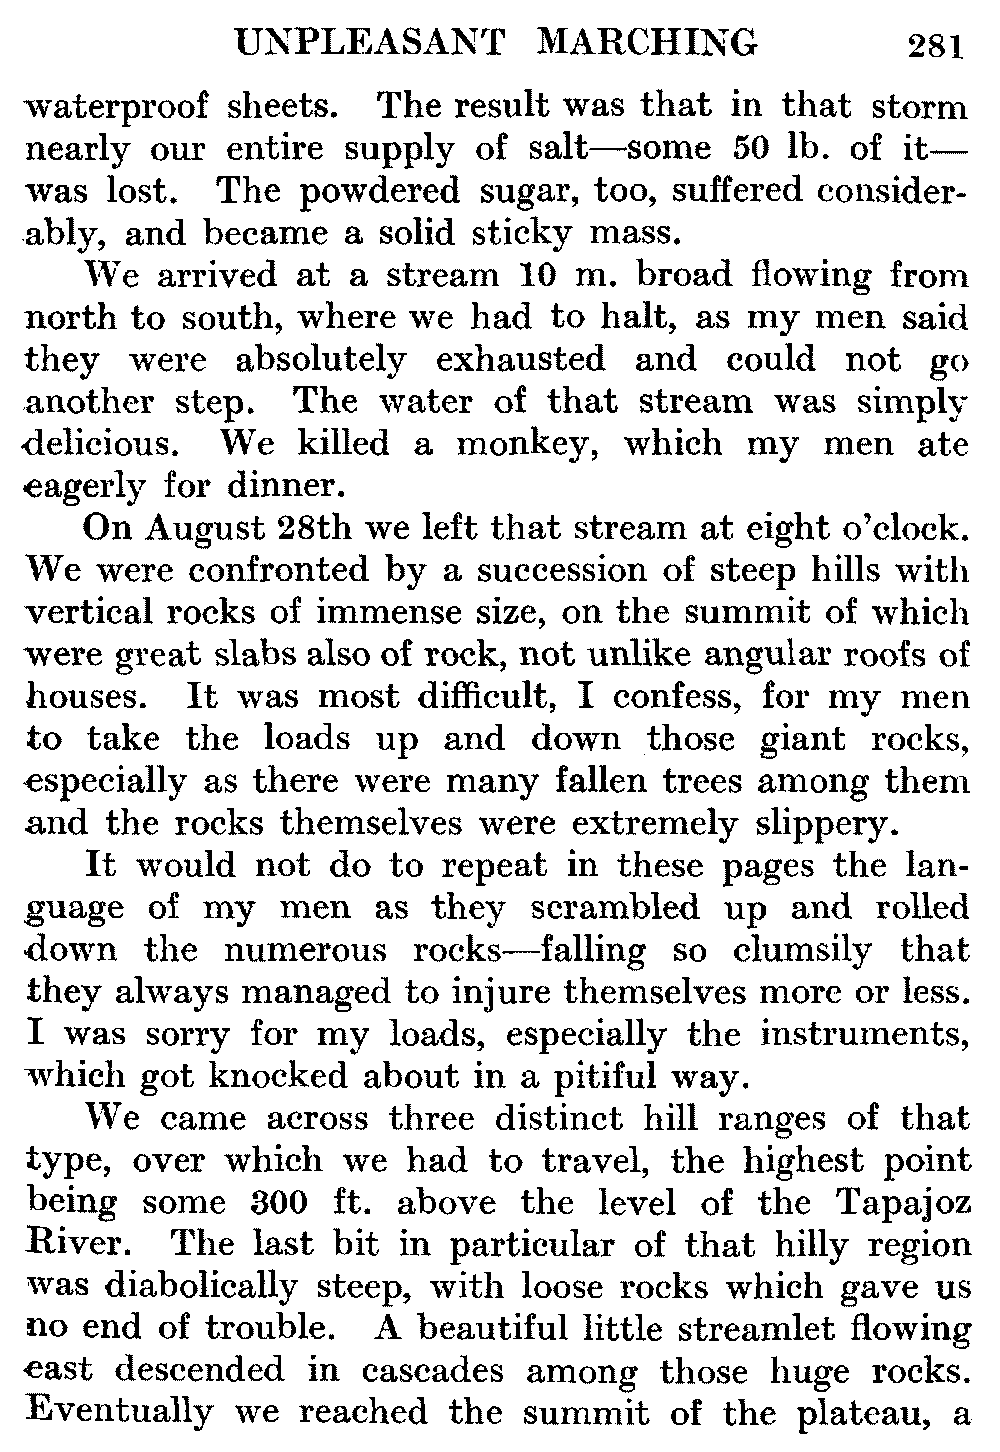 UNPLEASANT MARCHING 281
waterproof sheets. The result was that in that storm
nearly our entire supply of salt—some 50 lb. of it—
was lost. The powdered sugar, too, suffered consider-
ably, and became a solid sticky mass.
We arrived at a stream 10 m. broad flowing from
north to south, where we had to halt, as my men said
they were absolutely exhausted and could not go
another step. The water of that stream was simply
delicious. We killed a monkey, which my men ate
eagerly for dinner.
On August 28th we left that stream at eight o'clock.
We were confronted by a succession of steep hills with
vertical rocks of immense size, on the summit of which
were great slabs also of rock, not unlike angular roofs of
houses. It was most difficult, I confess, for my men
to take the loads up and down those giant rocks,
especially as there were many fallen trees among them
and the rocks themselves were extremely slippery.
It would not do to repeat in these pages the lan-
guage of my men as they scrambled up and rolled
down the numerous rocks—falling so clumsily that
they always managed to injure themselves more or less.
I was sorry for my loads, especially the instruments,
which got knocked about in a pitiful way.
We came across three distinct hill ranges of that
type, over which we had to travel, the highest point
being some 300 ft. above the level of the Tapajoz
River. The last bit in particular of that hilly region
was diabolically steep, with loose rocks which gave us
no end of trouble. A beautiful little streamlet flowing
east descended in cascades among those huge rocks.
Eventually we reached the summit of the plateau, a